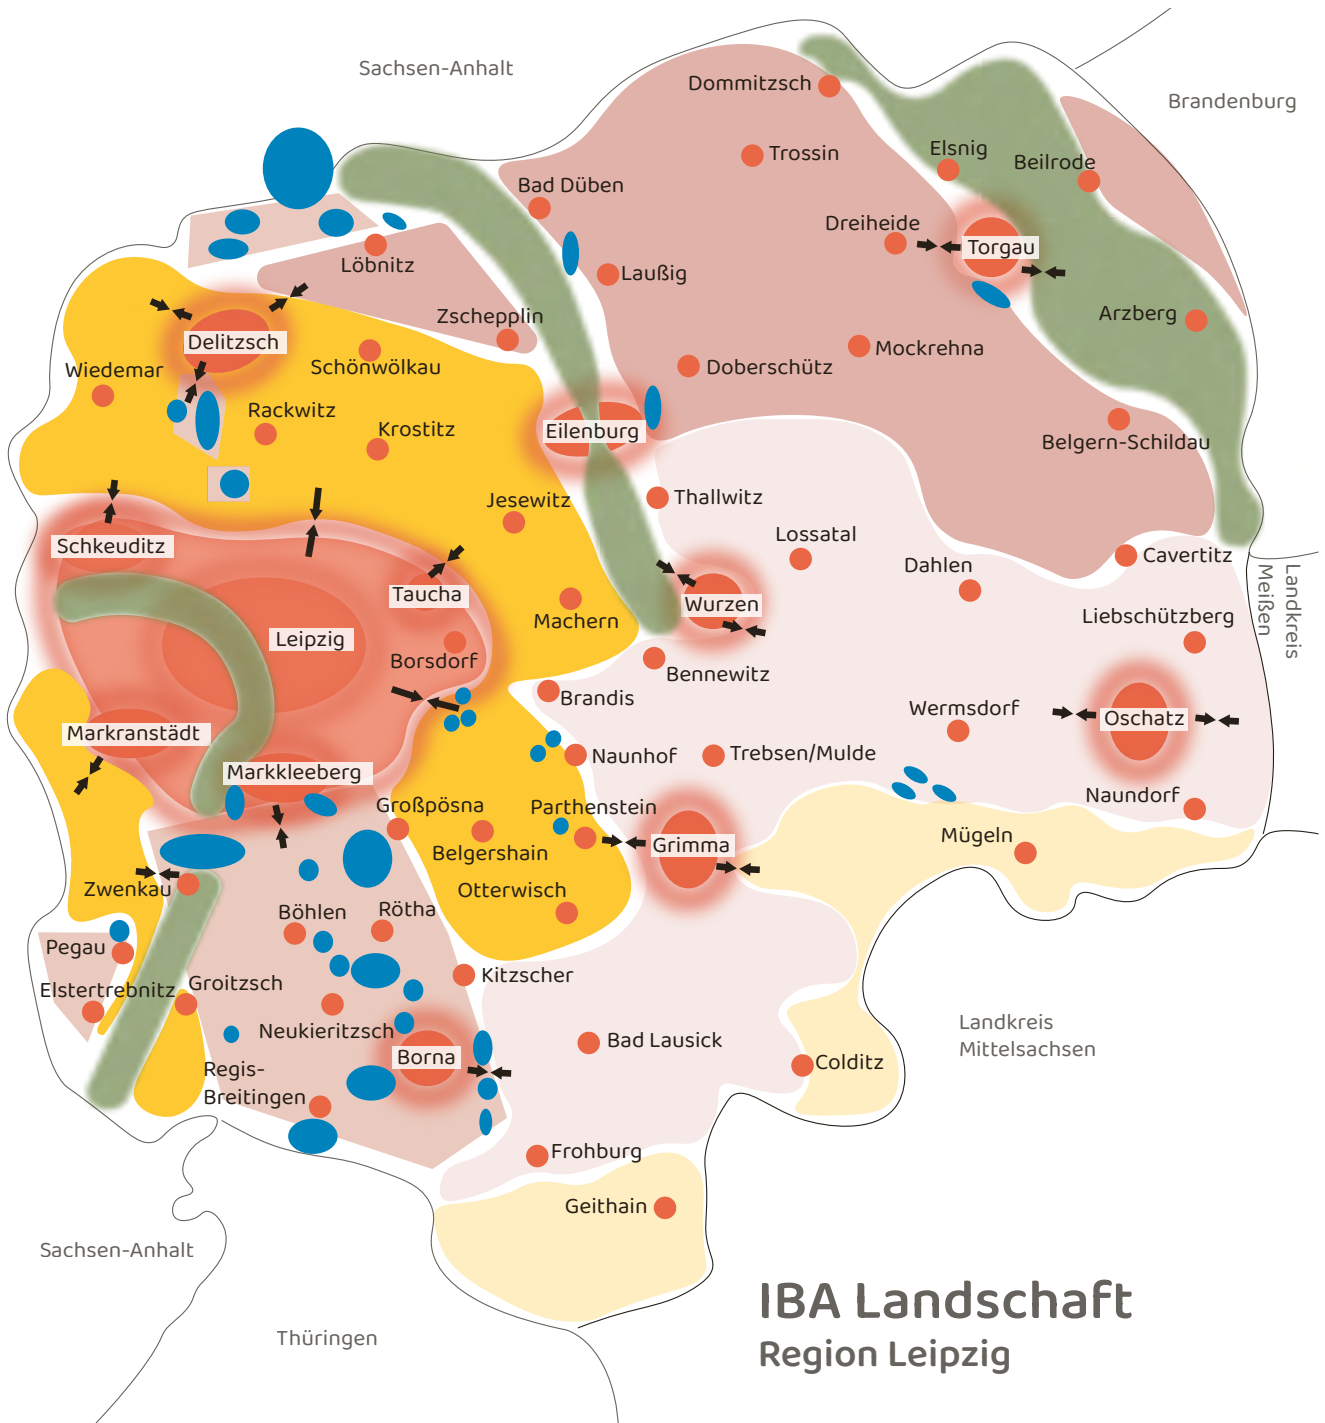 Sachsen-Anhalt
Dommitzsch
Brandenburg
Trossin
Elsnig
Beilrode
Bad Düben
Dreiheide
Torgau
Löbnitz
Laußig
Zschepplin
Arzberg
Delitzsch
Schönwölkau
Mockrehna
Wiedemar
Doberschütz
Rackwitz
Krostitz
Eilenburg
Belgern-Schildau
Jesewitz
Thallwitz
Lossatal
Schkeuditz
Dahlen
Cavertitz
Landkreis
Meißen
Taucha
Wurzen
Machern
Liebschützberg
Leipzig
Borsdorf
Bennewitz
Brandis
Wermsdorf
Oschatz
Markranstädt
Naunhof
Trebsen/Mulde
Markkleeberg
Großpösna
Parthenstein
Naundorf
Grimma
Mügeln
Belgershain
Zwenkau
Otterwisch
Böhlen
Rötha
Pegau
Kitzscher
Elstertrebnitz
Groitzsch
Neukieritzsch
Landkreis
Mittelsachsen
Bad Lausick
Borna
Colditz
Regis-
Breitingen
Frohburg
Geithain
Sachsen-Anhalt
Thüringen
IBA Landschaft
Region Leipzig